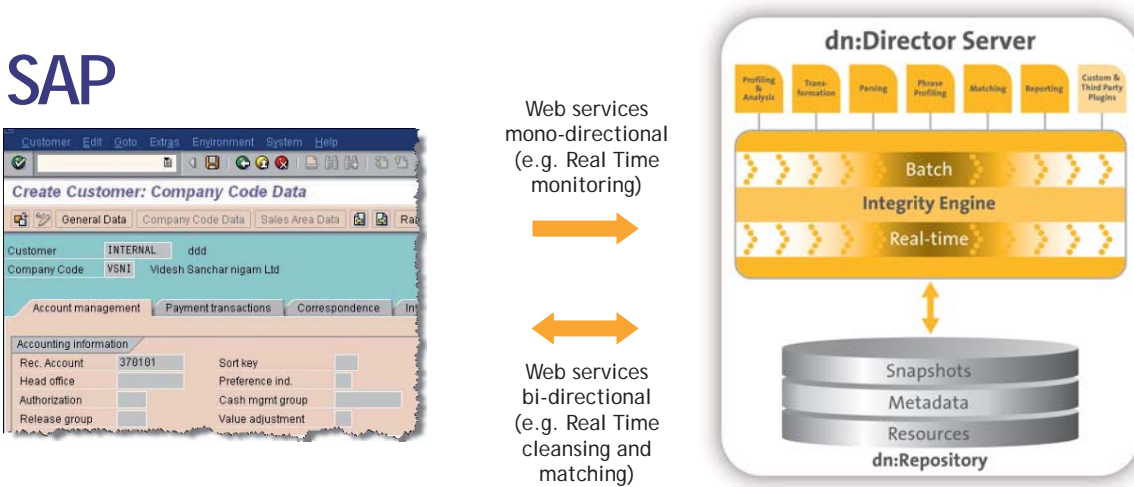 SAP
Customer Edit Goto Extras Environment System Help
Create Customer: Company Code Data
General Data Company Code Data Sales Area Data
Customer INTERNAL ddd
Company Code VSNI Videsh Sanchar nigam Ltd
Account management Payment transactions Correspondence
Accounting information
Rec. Account 370101 Sort key
Head office Preference ind.
Authorization Cash mgmt group
Release group Value adjustment
Web services
mono-directional
(e.g. Real Time
monitoring)
Web services
bi-directional
(e.g. Real Time
cleansing and
matching)
dn:Director Server
Profiling
&
Analysis
Trans-
formation
Parsing
Phrase
Profiling
Matching
Reporting
Custom &
Third Party
Plugins
Batch
Integrity Engine
Real-time
Snapshots
Metadata
Resources
dn:Repository